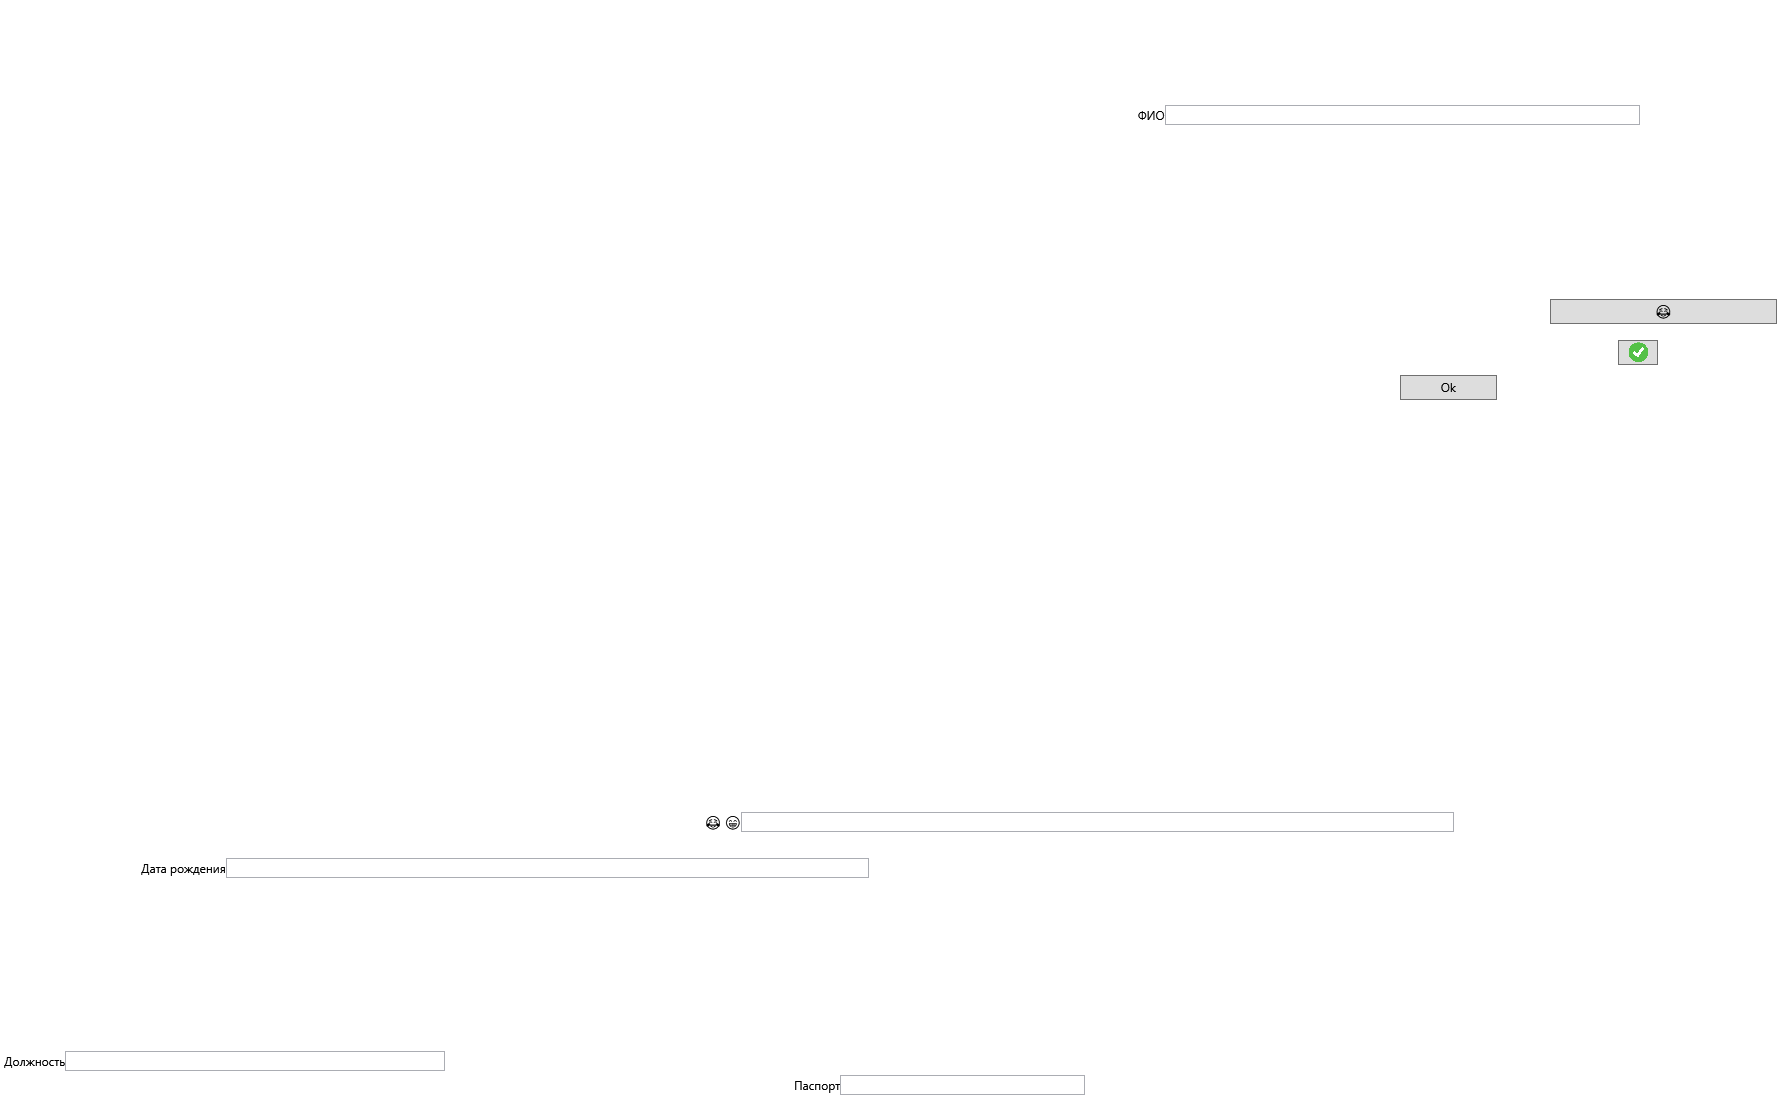 ФИО
😂
Ok
😂 😁
Дата рождения
Должность
Паспорт